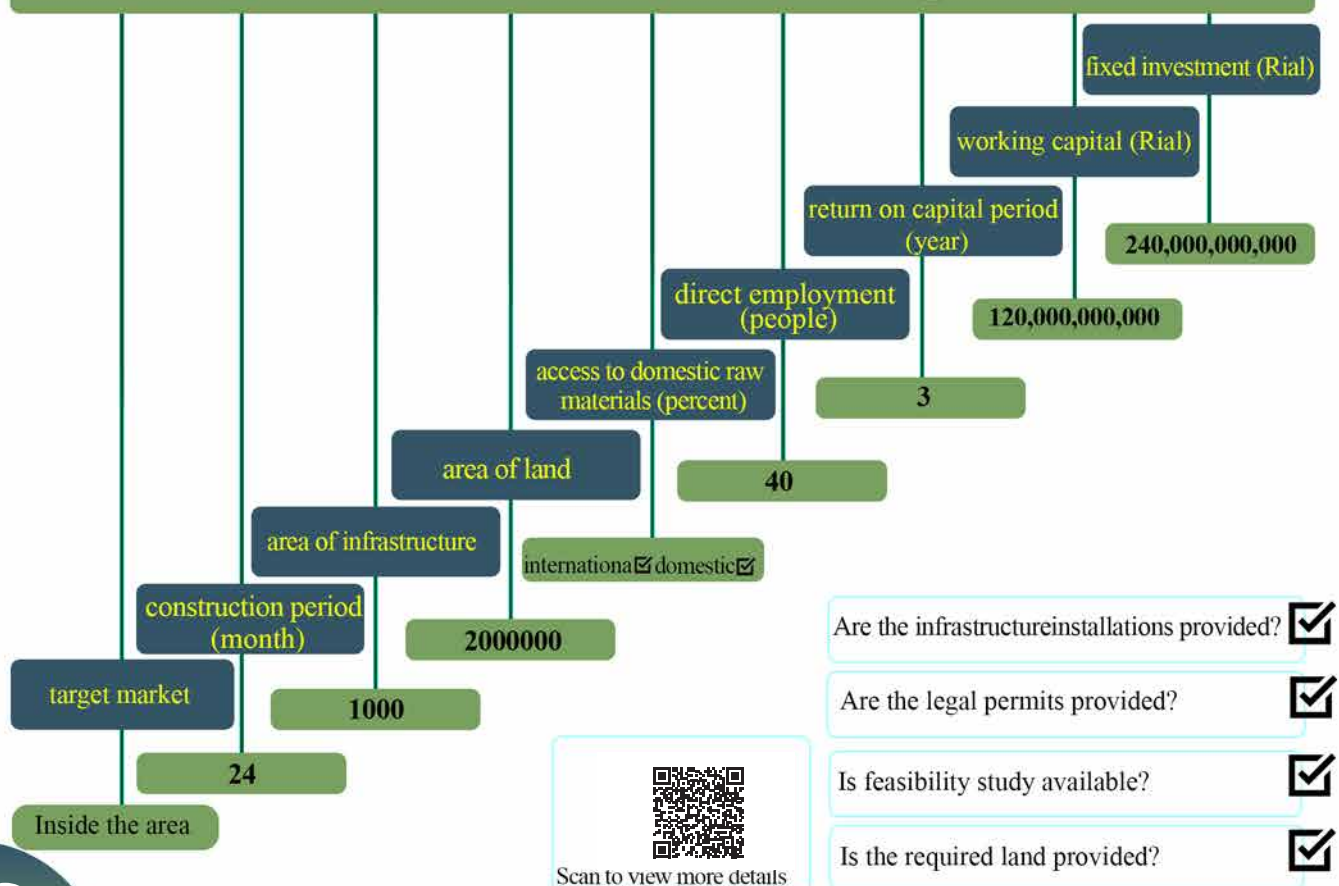 fixed investment (Rial)
240,000,000,000
working capital (Rial)
120,000,000,000
return on capital period
(year)
3
direct employment
(people)
40
access to domestic raw
materials (percent)
internationa☑ domestic☑
area of land
2000000
area of infrastructure
1000
construction period
(month)
24
target market
Inside the area
Are the infrastructureinstallations provided? ☑
Are the legal permits provided? ☑
Is feasibility study available? ☑
Is the required land provided? ☑
Scan to view more details